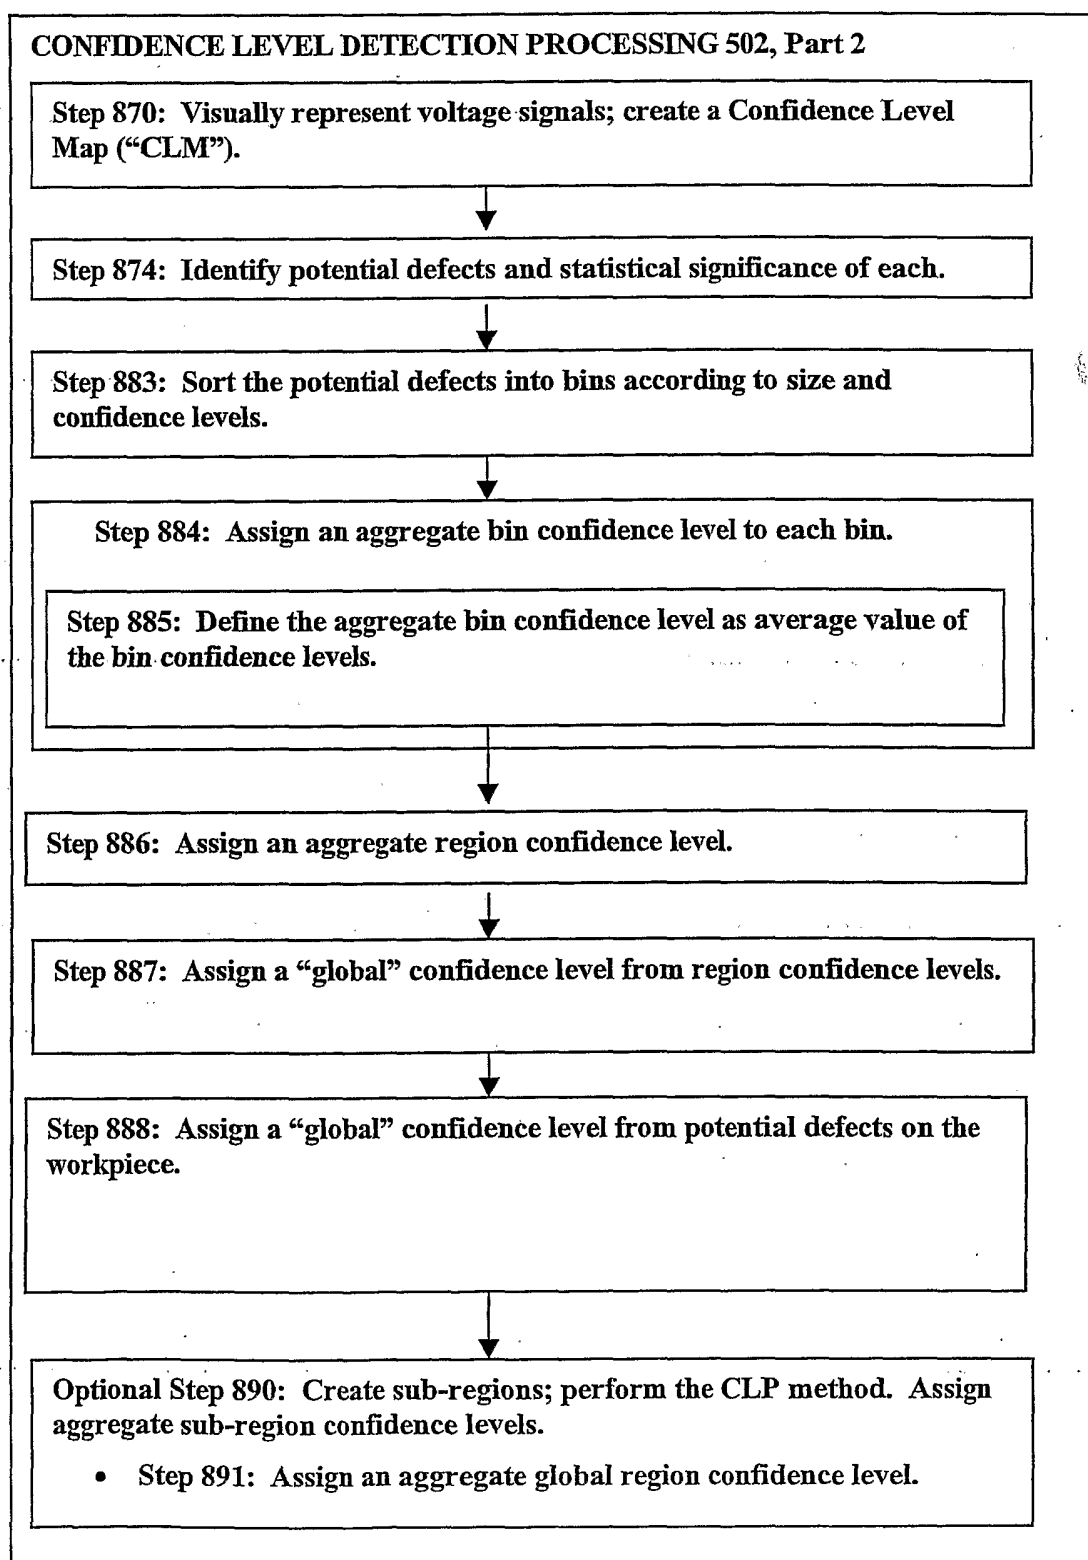 CONFIDENCE LEVEL DETECTION PROCESSING 502, Part 2
Step 870: Visually represent voltage signals; create a Confidence Level
Map (“CLM”).
Step 874: Identify potential defects and statistical significance of each.
Step 883: Sort the potential defects into bins according to size and
confidence levels.
Step 884: Assign an aggregate bin confidence level to each bin.
Step 885: Define the aggregate bin confidence level as average value of
the bin confidence levels.
Step 886: Assign an aggregate region confidence level.
Step 887: Assign a “global” confidence level from region confidence levels.
Step 888: Assign a “global” confidence level from potential defects on the
workpiece.
Optional Step 890: Create sub-regions; perform the CLP method. Assign
aggregate sub-region confidence levels.
• Step 891: Assign an aggregate global region confidence level.